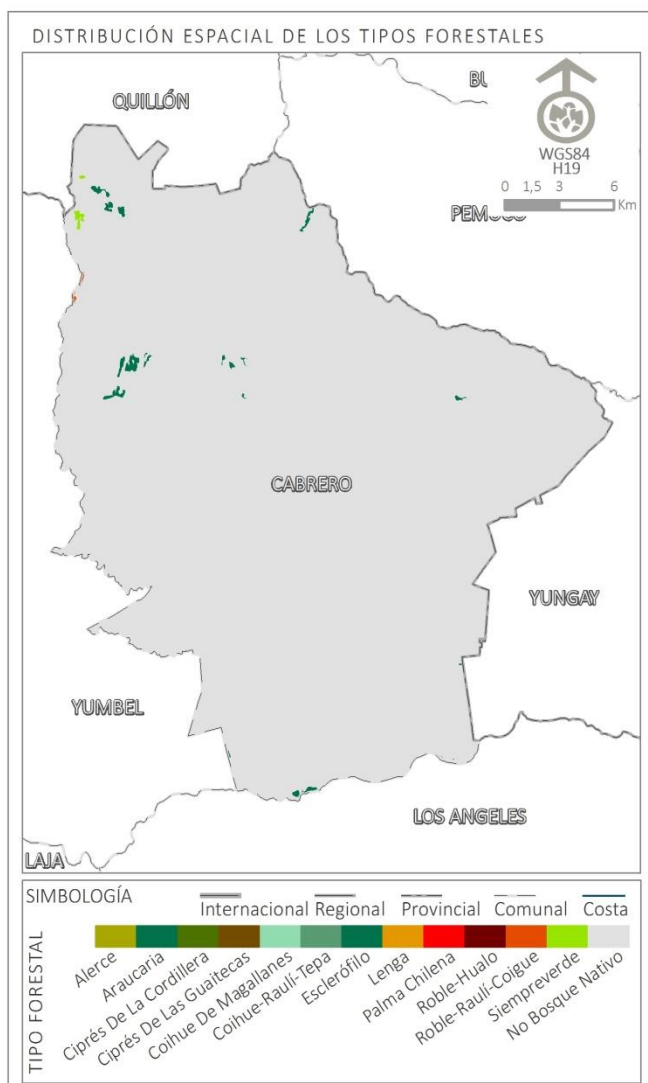 DISTRIBUCIÓN ESPACIAL DE LOS TIPOS FORESTALES
QUILLÓN
WGS84
H19
0 1,5 3 6
Km
CABRERO
YUNGAY
YUMBEL
LOS ANGELES
LAJA
SIMBOLOGÍA
Internacional Regional Provincial Comunal Costa
TIPO FORESTAL
Alerce
Araucaria
Ciprés De La Cordillera
Ciprés De Las Guaitecas
Coihue De Magallanes
Coihue-Raulí-Tepa
Esclerófilo
Lenga
Palma Chilena
Roble-Hualo
Roble-Raulí-Coigue
Siempreverde
No Bosque Nativo